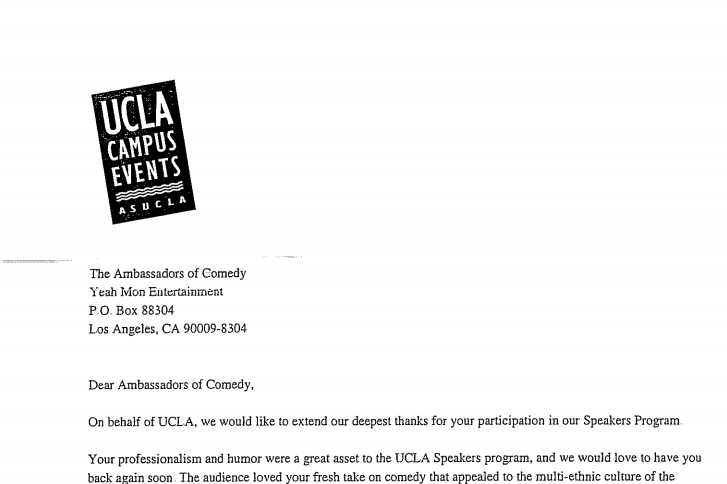 UCLA
CAMPUS
EVENTS
ASUCLA
The Ambassadors of Comedy
Yeah Mon Entertainment
P.O. Box 88304
Los Angeles, CA 90009-8304
Dear Ambassadors of Comedy,
On behalf of UCLA, we would like to extend our deepest thanks for your participation in our Speakers Program.
Your professionalism and humor were a great asset to the UCLA Speakers program, and we would love to have you
back again soon. The audience loved your fresh take on comedy that appealed to the multi-ethnic culture of the